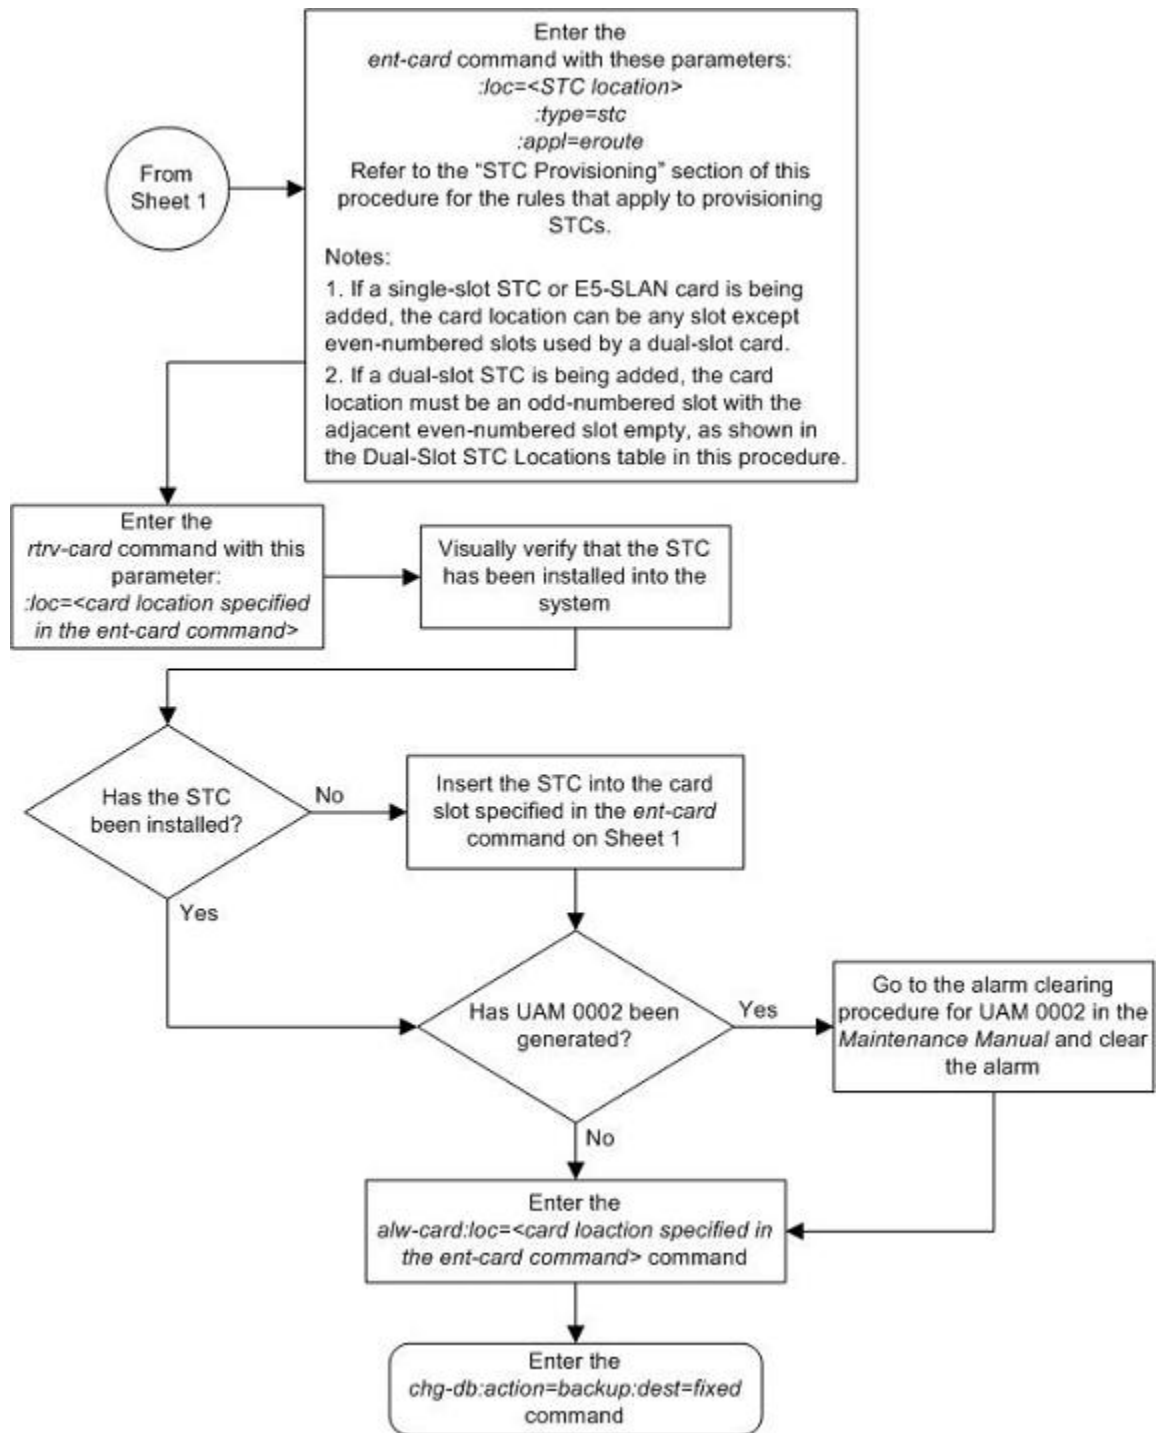 Enter the
ent-card command with these parameters:
:loc=<STC location>
:type=stc
:appl=eroute
Refer to the “STC Provisioning” section of this
procedure for the rules that apply to provisioning
STCs.
Notes:
1. If a single-slot STC or E5-SLAN card is being
added, the card location can be any slot except
even-numbered slots used by a dual-slot card.
2. If a dual-slot STC is being added, the card
location must be an odd-numbered slot with the
adjacent even-numbered slot empty, as shown in
the Dual-Slot STC Locations table in this procedure.
From
Sheet 1
Enter the
rtrv-card command with this
parameter:
:loc=<card location specified
in the ent-card command>
Visually verify that the STC
has been installed into the
system
Has the STC
been installed?
No
Yes
Insert the STC into the card
slot specified in the ent-card
command on Sheet 1
Has UAM 0002 been
generated?
Yes
No
Go to the alarm clearing
procedure for UAM 0002 in the
Maintenance Manual and clear
the alarm
Enter the
alw-card:loc=<card loaction specified in
the ent-card command> command
Enter the
chg-db:action=backup:dest=fixed
command